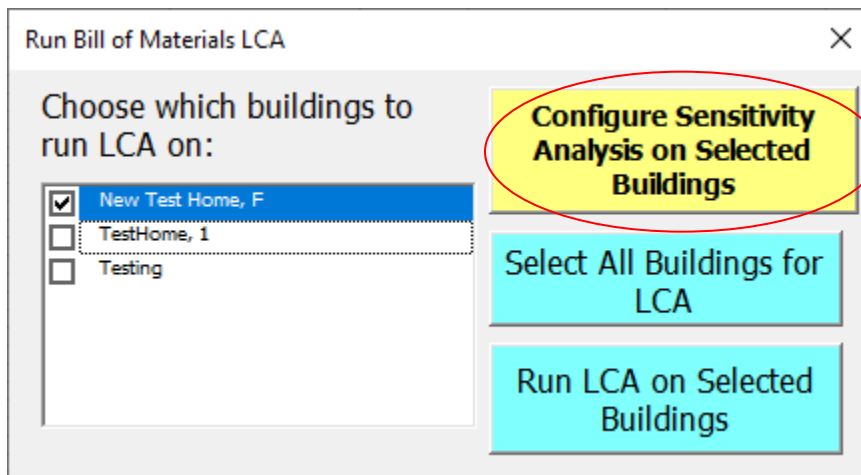 Run Bill of Materials LCA
Choose which buildings to
run LCA on:
New Test Home, F
TestHome, 1
Testing
Configure Sensitivity
Analysis on Selected
Buildings
Select All Buildings for
LCA
Run LCA on Selected
Buildings